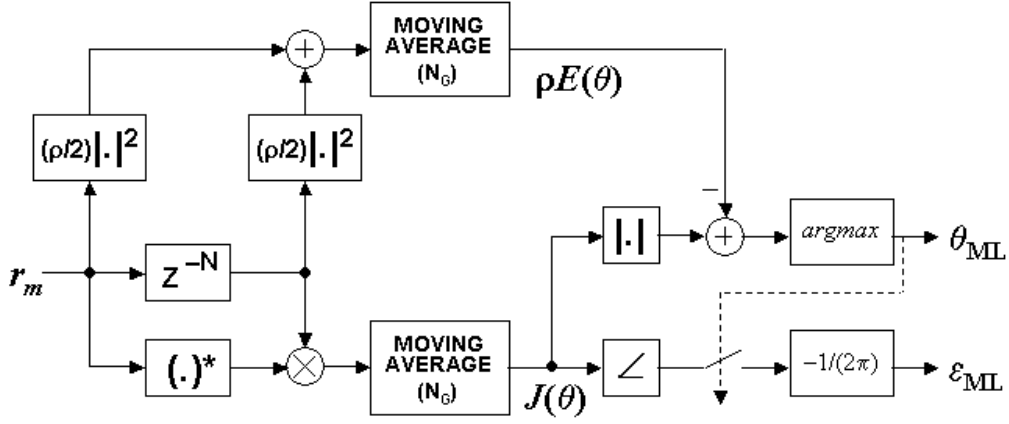 MOVING
AVERAGE
(N_G)
ρE(θ)
(ρ/2)|.|²
(ρ/2)|.|²
−
|.|
+
+
argmax
θ_ML
r_m
z^−N
(.)*
×
MOVING
AVERAGE
(N_G)
J(θ)
∠
−1/(2π)
ε_ML